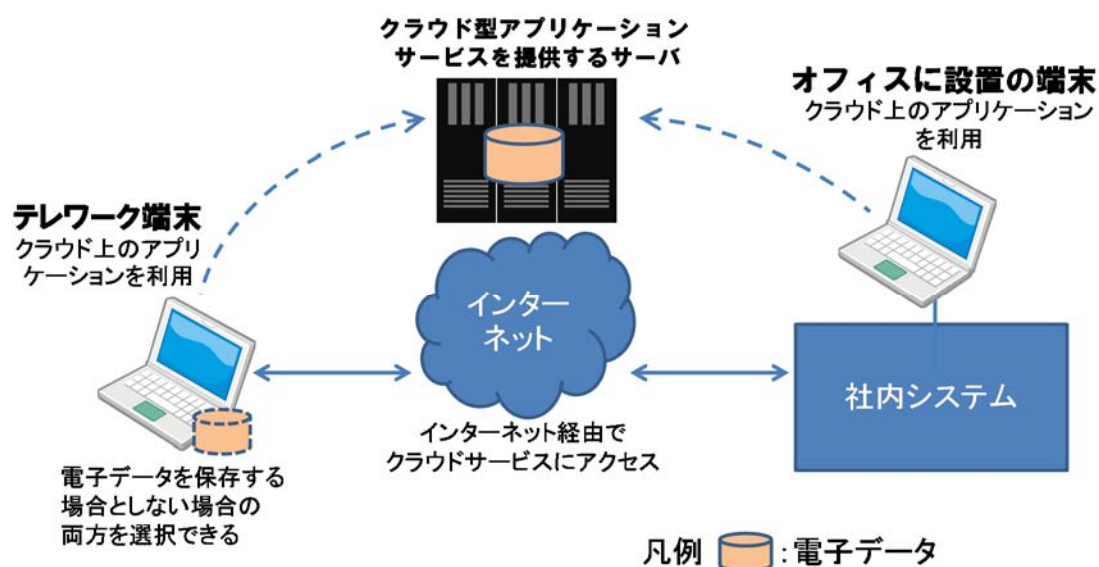 クラウド型アプリケーション
サービスを提供するサーバ
オフィスに設置の端末
クラウド上のアプリケーション
を利用
テレワーク端末
クラウド上のアプリ
ケーションを利用
インター
ネット
社内システム
インターネット経由で
クラウドサービスにアクセス
電子データを保存する
場合としない場合の
両方を選択できる
凡例 :電子データ